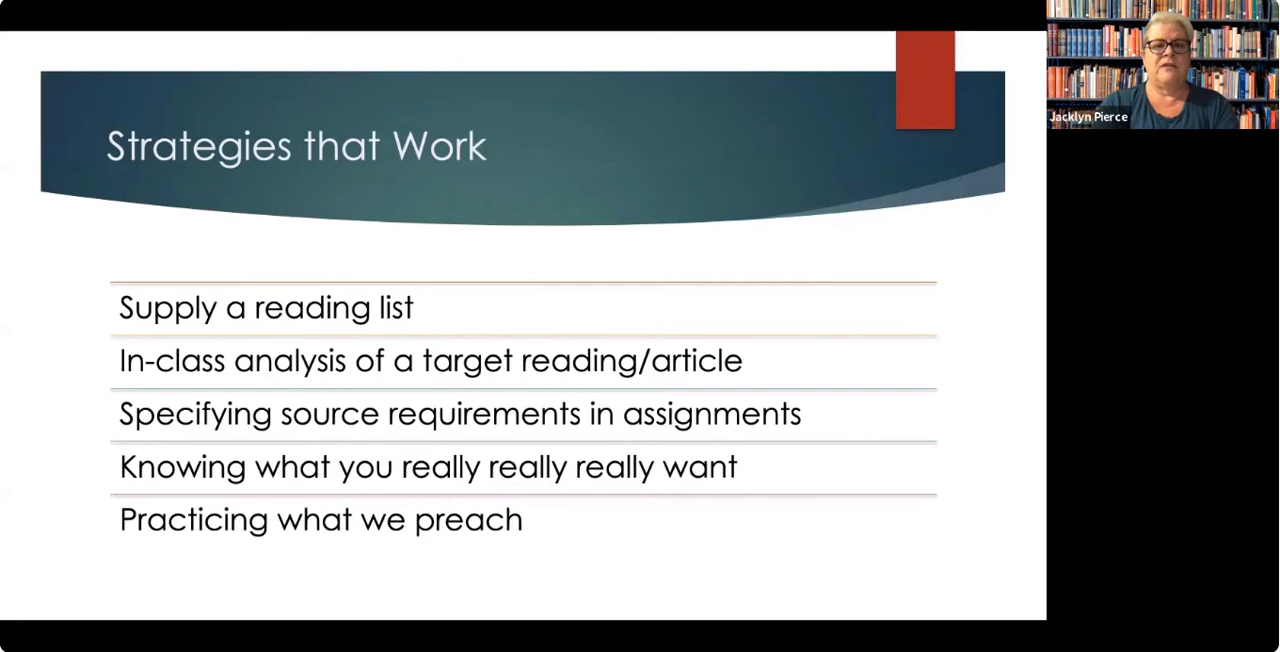 Strategies that Work
Jacklyn Pierce
Supply a reading list
In-class analysis of a target reading/article
Specifying source requirements in assignments
Knowing what you really really really want
Practicing what we preach